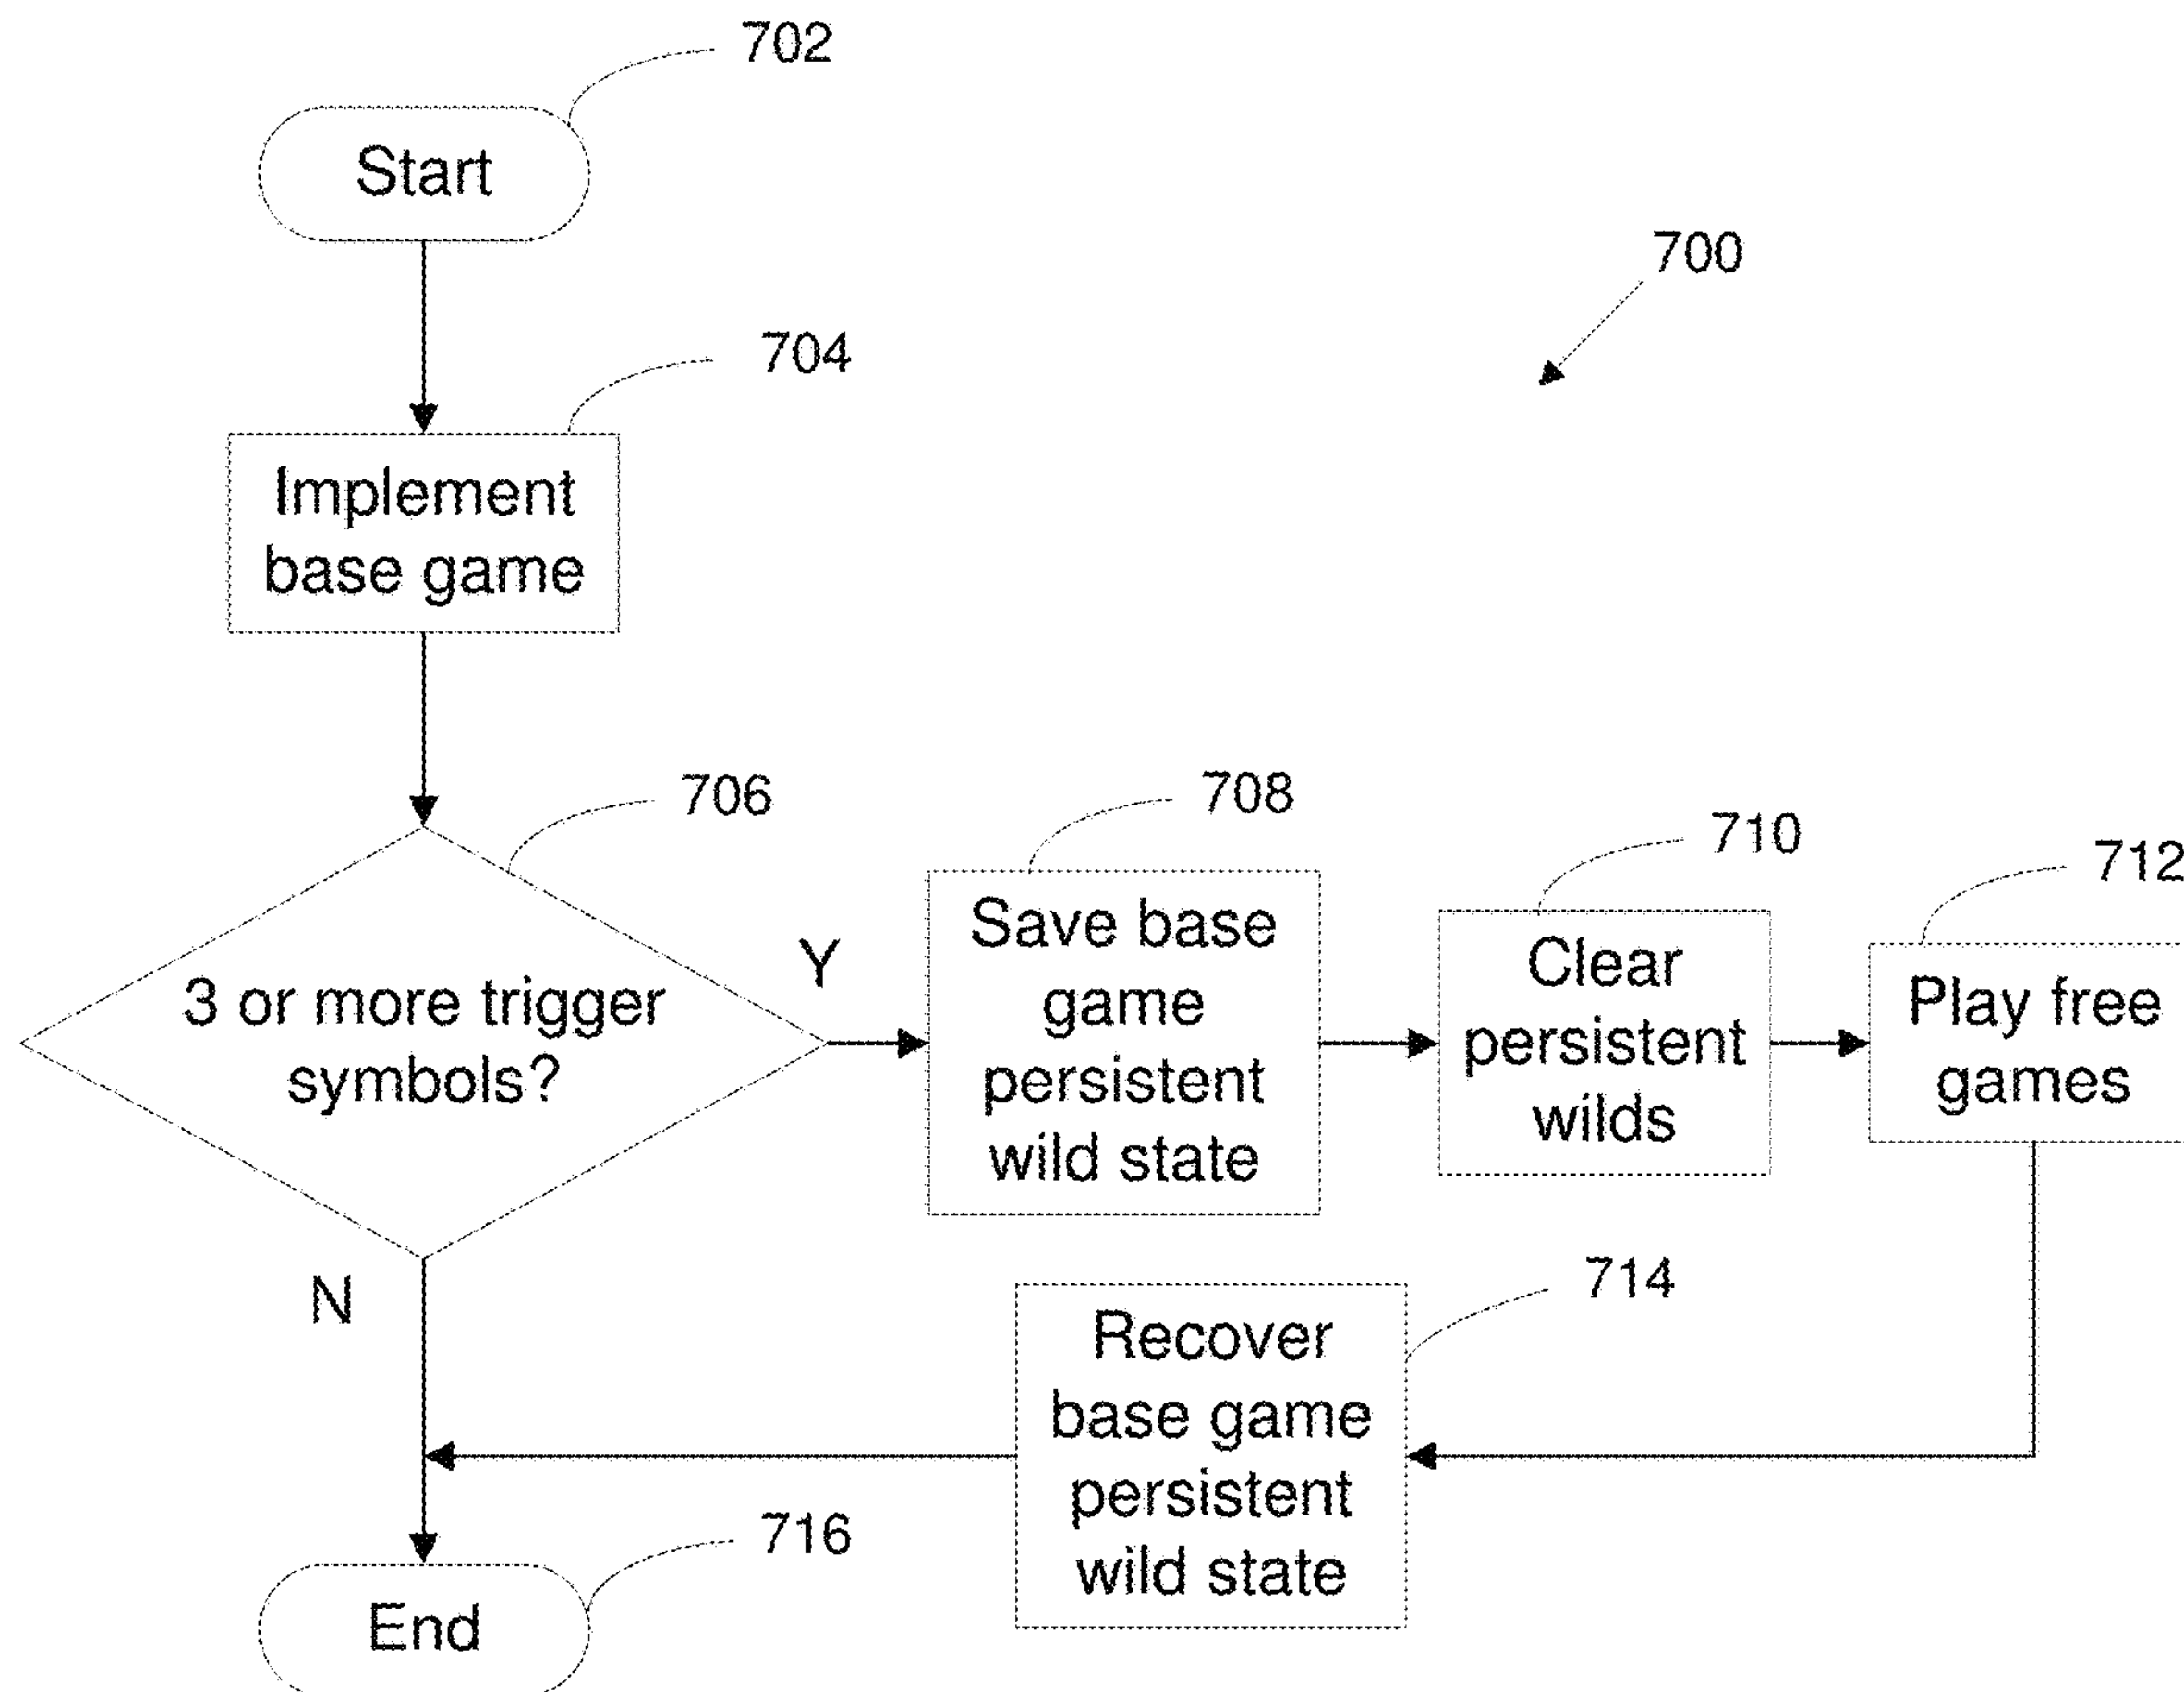 702
Start
700
704
Implement
base game
706
3 or more trigger
symbols?
Y
N
708
Save base
game
persistent
wild state
710
Clear
persistent
wilds
712
Play free
games
714
Recover
base game
persistent
wild state
716
End